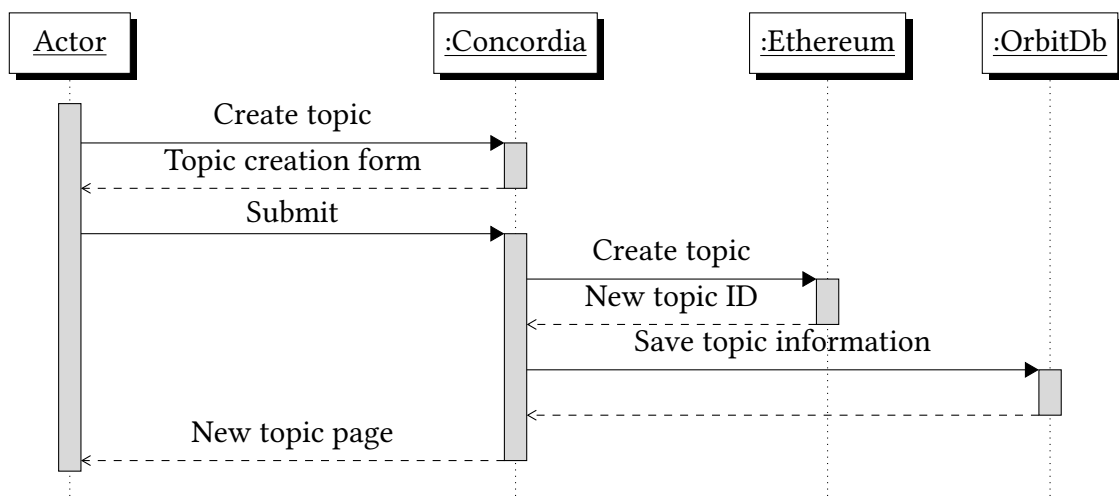 Actor
:Concordia
:Ethereum
:OrbitDb
Create topic
Topic creation form
Submit
Create topic
New topic ID
Save topic information
New topic page